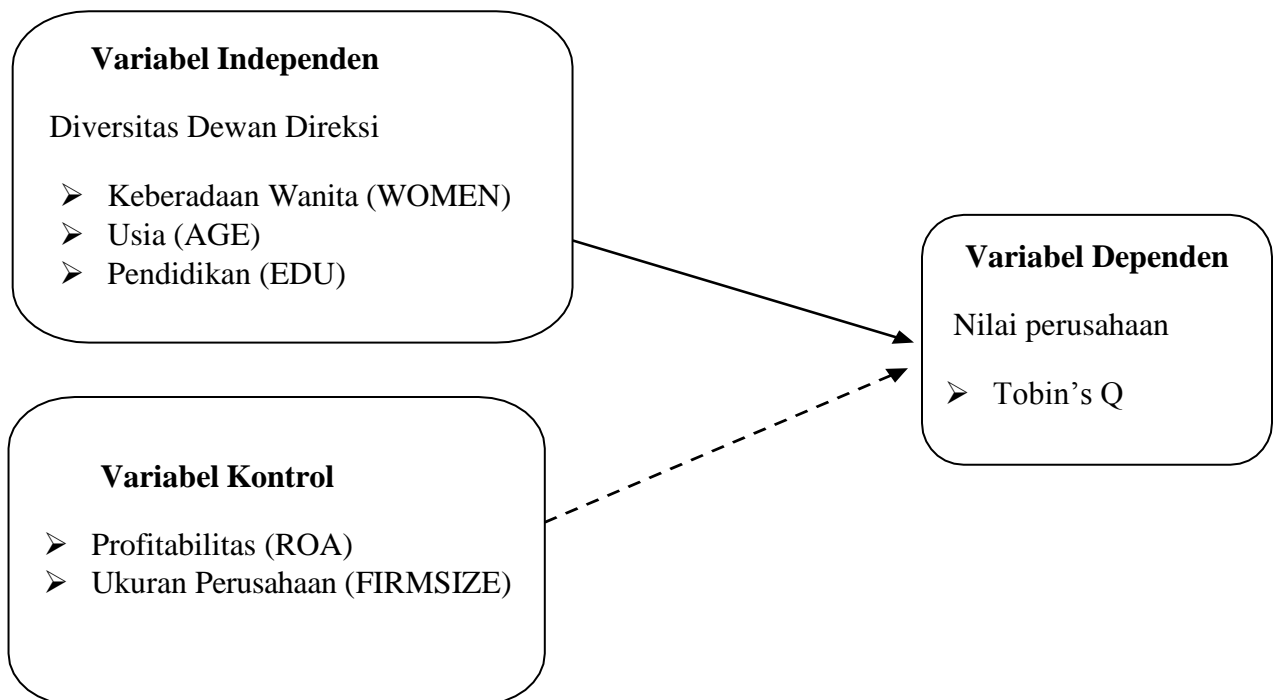 Variabel Independen
Diversitas Dewan Direksi
➢ Keberadaan Wanita (WOMEN)
➢ Usia (AGE)
➢ Pendidikan (EDU)
Variabel Dependen
Nilai perusahaan
➢ Tobin’s Q
Variabel Kontrol
➢ Profitabilitas (ROA)
➢ Ukuran Perusahaan (FIRMSIZE)